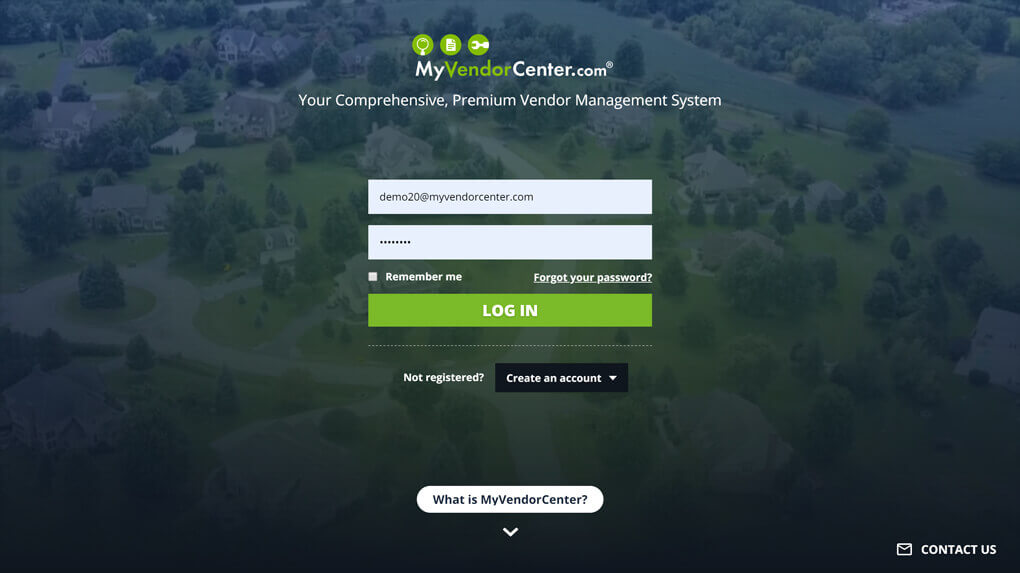 MyVendorCenter.com®
Your Comprehensive, Premium Vendor Management System
demo20@myvendorcenter.com
••••••••
Remember me Forgot your password?
LOG IN
Not registered? Create an account
What is MyVendorCenter?
CONTACT US